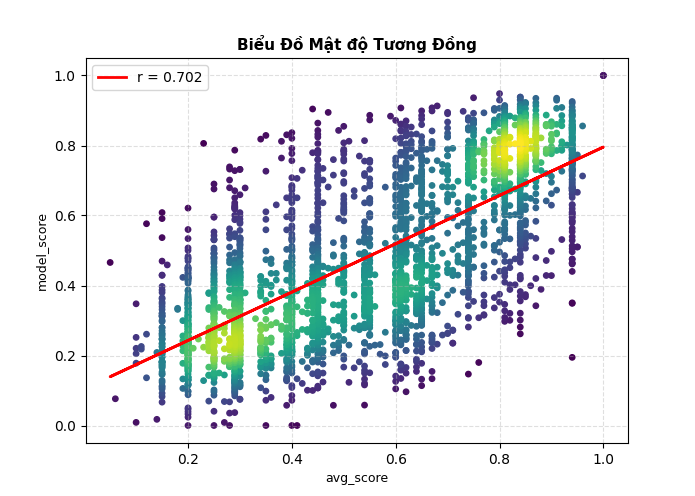 Biểu Đồ Mật độ Tương Đồng
r = 0.702
model_score
1.0
0.8
0.6
0.4
0.2
0.0
0.2 0.4 0.6 0.8 1.0
avg_score